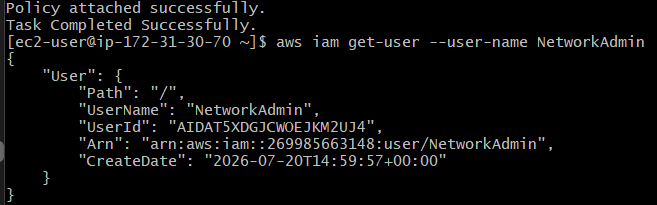 Policy attached successfully.
Task Completed Successfully.
[ec2-user@ip-172-31-30-70 ~]$ aws iam get-user --user-name NetworkAdmin
{
    "User": {
        "Path": "/",
        "UserName": "NetworkAdmin",
        "UserId": "AIDAT5XDGJCWOEJKM2UJ4",
        "Arn": "arn:aws:iam::269985663148:user/NetworkAdmin",
        "CreateDate": "2026-07-20T14:59:57+00:00"
    }
}